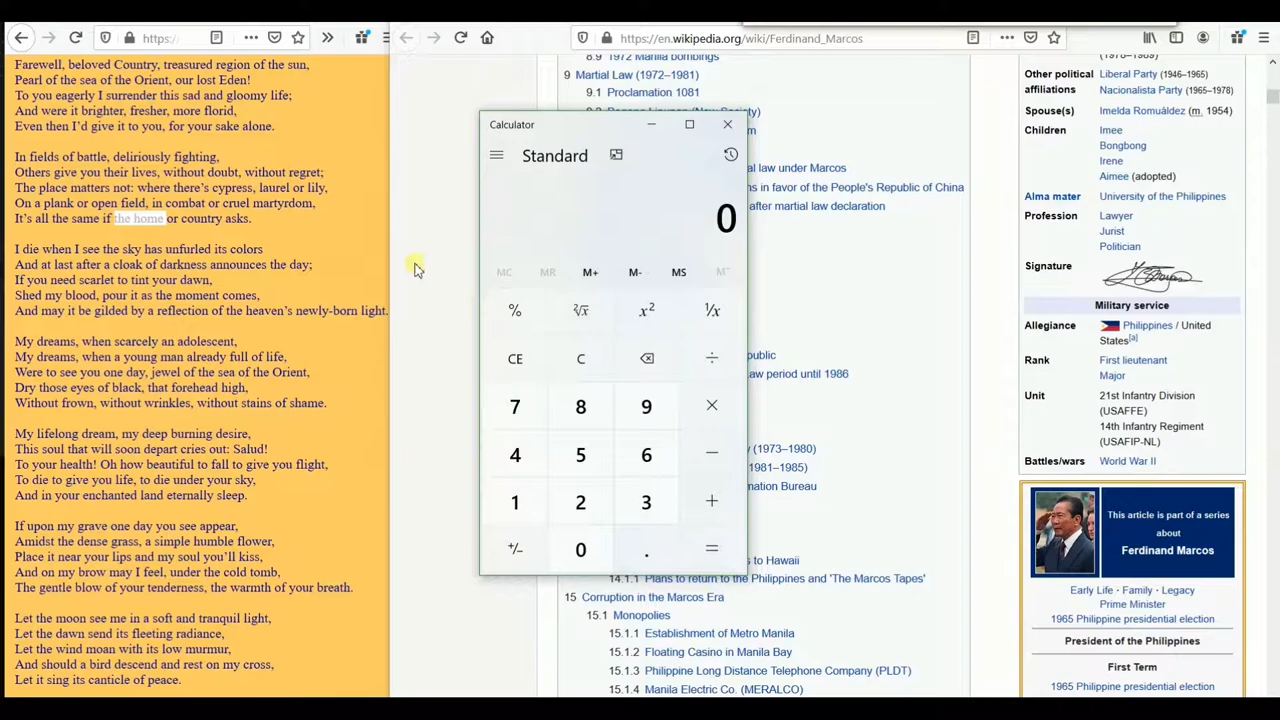 https://
Farewell, beloved Country, treasured region of the sun,
Pearl of the sea of the Orient, our lost Eden!
To you eagerly I surrender this sad and gloomy life;
And were it brighter, fresher, more florid,
Even then I'd give it to you, for your sake alone.
In fields of battle, deliriously fighting,
Others give you their lives, without doubt, without regret;
The place matters not: where there's cypress, laurel or lily,
On a plank or open field, in combat or cruel martyrdom,
It's all the same if the home or country asks.
I die when I see the sky has unfurled its colors
And at last after a cloak of darkness announces the day;
If you need scarlet to tint your dawn,
Shed my blood, pour it as the moment comes,
And may it be gilded by a reflection of the heaven's newly-born light.
My dreams, when scarcely an adolescent,
My dreams, when a young man already full of life,
Were to see you one day, jewel of the sea of the Orient,
Dry those eyes of black, that forehead high,
Without frown, without wrinkles, without stains of shame.
My lifelong dream, my deep burning desire,
This soul that will soon depart cries out: Salud!
To your health! Oh how beautiful to fall to give you flight,
To die to give you life, to die under your sky,
And in your enchanted land eternally sleep.
If upon my grave one day you see appear,
Amidst the dense grass, a simple humble flower,
Place it near your lips and my soul you'll kiss,
And on my brow may I feel, under the cold tomb,
The gentle blow of your tenderness, the warmth of your breath.
Let the moon see me in a soft and tranquil light,
Let the dawn send its fleeting radiance,
Let the wind moan with its low murmur,
And should a bird descend and rest on my cross,
Let it sing its canticle of peace.
https://en.wikipedia.org/wiki/Ferdinand_Marcos
8.9 1972 Manila bombings
9 Martial Law (1972–1981)
9.1 Proclamation 1081
(New Society)
al law under Marcos
ns in favor of the People's Republic of China
after martial law declaration
public
aw period until 1986
y (1973–1980)
1981–1985)
mation Bureau
s to Hawaii
14.1.1 Plans to return to the Philippines and 'The Marcos Tapes'
15 Corruption in the Marcos Era
15.1 Monopolies
15.1.1 Establishment of Metro Manila
15.1.2 Floating Casino in Manila Bay
15.1.3 Philippine Long Distance Telephone Company (PLDT)
15.1.4 Manila Electric Co. (MERALCO)
Calculator
Standard
0
MC MR M+ M- MS
% ²√x x² ¹/x
CE C ÷
7 8 9 ×
4 5 6 −
1 2 3 +
+/- 0 . =
Other political affiliations
Liberal Party (1946–1965)
Nacionalista Party (1965–1978)
Spouse(s) Imelda Romuáldez (m. 1954)
Children Imee
Bongbong
Irene
Aimee (adopted)
Alma mater University of the Philippines
Profession Lawyer
Jurist
Politician
Signature
Military service
Allegiance Philippines / United
States[a]
Rank First lieutenant
Major
Unit 21st Infantry Division
(USAFFE)
14th Infantry Regiment
(USAFIP-NL)
Battles/wars World War II
This article is part of a series
about
Ferdinand Marcos
Early Life · Family · Legacy
Prime Minister
1965 Philippine presidential election
President of the Philippines
First Term
1965 Philippine presidential election